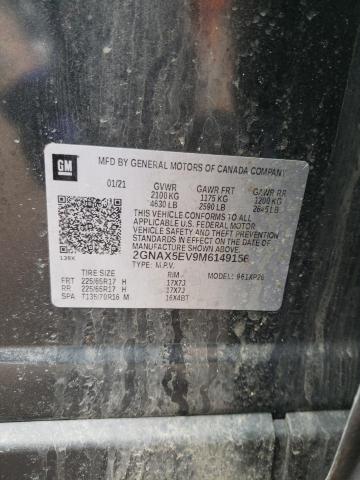 GM
MFD BY GENERAL MOTORS OF CANADA COMPANY
01/21 GVWR GAWR FRT GAWR RR
2100 KG 1175 KG 1200 KG
4630 LB 2590 LB 2645 LB
THIS VEHICLE CONFORMS TO ALL APPLICABLE U.S. FEDERAL MOTOR
VEHICLE SAFETY, BUMPER, AND THEFT
PREVENTION STANDARDS IN EFFECT ON
THE DATE OF MANUFACTURE SHOWN ABOVE.
2GNAX5EV9M6149156
TYPE: M.P.V.
TIRE SIZE RIM MODEL: 961XP26
FRT 225/65R17 H 17X7J
RR 225/65R17 H 17X7J
SPA T135/70R16 M 16X4BT